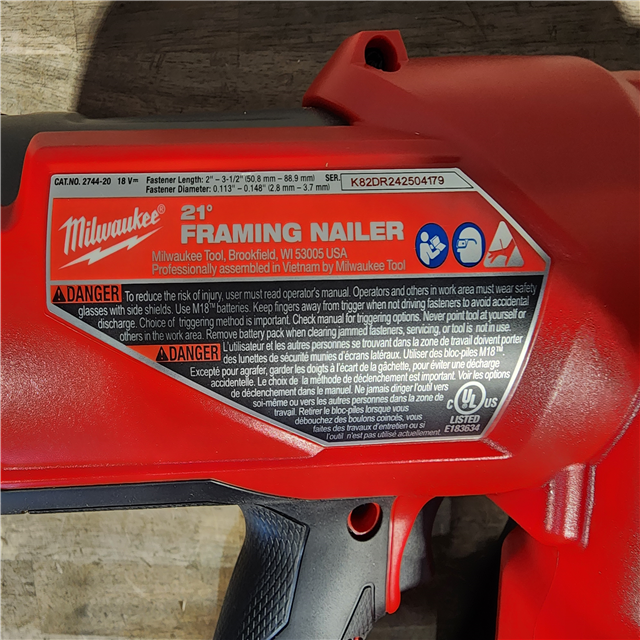 CAT.NO. 2744-20 18 V⎓ Fastener Length: 2" - 3-1/2" (50.8 mm – 88.9 mm) SER. K82DR242504179
Fastener Diameter: 0.113" – 0.148" (2.8 mm – 3.7 mm)
Milwaukee® 21°
FRAMING NAILER
Milwaukee Tool, Brookfield, WI 53005 USA
Professionally assembled in Vietnam by Milwaukee Tool
DANGER To reduce the risk of injury, user must read operator's manual. Operators and others in work area must wear safety
glasses with side shields. Use M18™ batteries. Keep fingers away from trigger when not driving fasteners to avoid accidental
discharge. Choice of triggering method is important. Check manual for triggering options. Never point tool at yourself or
others in the work area. Remove battery pack when clearing jammed fasteners, servicing, or tool is not in use.
DANGER L'utilisateur et les autres personnes se trouvant dans la zone de travail doivent porter
des lunettes de sécurité munies d'écrans latéraux. Utiliser des bloc-piles M18™.
Excepté pour agrafer, garder les doigts à l'écart de la gâchette, pour éviter une décharge
accidentelle. Le choix de la méthode de déclenchement est important. Voir les options
de déclenchement dans le manuel. Ne jamais diriger l'outil vers
soi-même ou vers les autres personnes dans la zone de
travail. Retirer le bloc-piles lorsque vous
débouchez des boulons coincés, vous
faites des travaux d'entretien ou si
l'outil n'est pas utilisé actuellement.
C UL US
LISTED
E183634